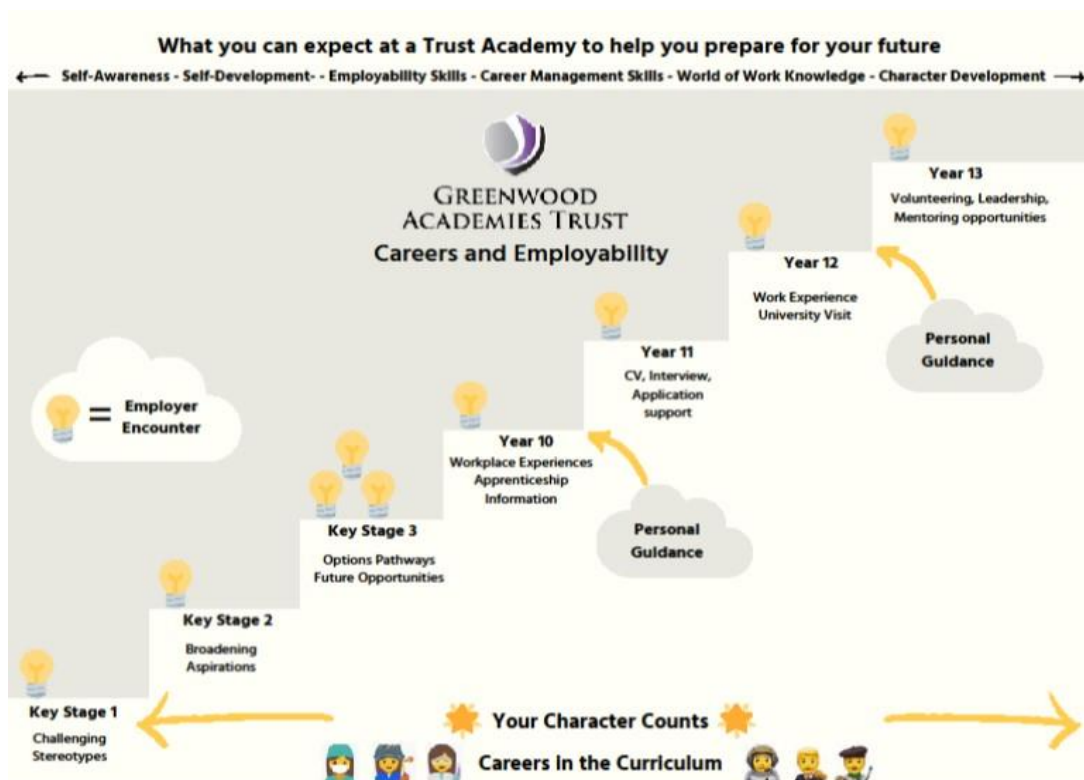 What you can expect at a Trust Academy to help you prepare for your future
Self-Awareness - Self-Development- - Employability Skills - Career Management Skills - World of Work Knowledge - Character Development
GREENWOOD
ACADEMIES TRUST
Careers and Employability
= Employer
Encounter
Key Stage 1
Challenging
Stereotypes
Key Stage 2
Broadening
Aspirations
Key Stage 3
Options Pathways
Future Opportunities
Year 10
Workplace Experiences
Apprenticeship
Information
Personal
Guidance
Year 11
CV, Interview,
Application
support
Year 12
Work Experience
University Visit
Personal
Guidance
Year 13
Volunteering, Leadership,
Mentoring opportunities
Your Character Counts
Careers in the Curriculum